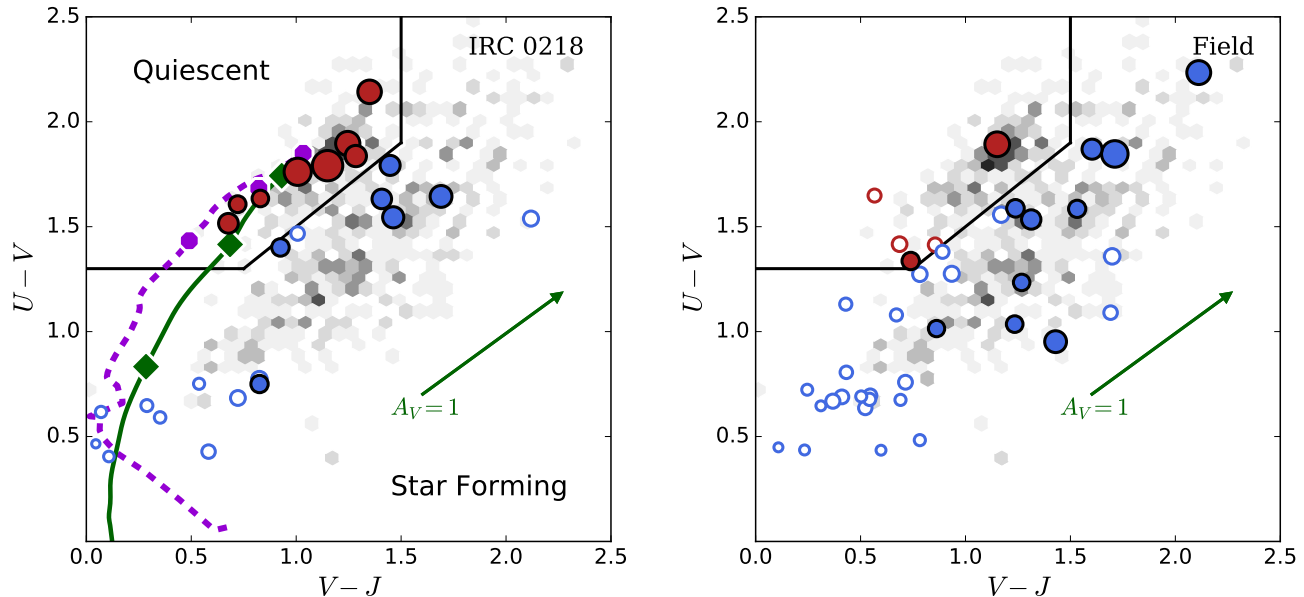 2.5
2.0
1.5
1.0
0.5
U − V
Quiescent
IRC 0218
A_V = 1
Star Forming
0.0 0.5 1.0 1.5 2.0 2.5
V − J
2.5
2.0
1.5
1.0
0.5
U − V
Field
A_V = 1
0.0 0.5 1.0 1.5 2.0 2.5
V − J